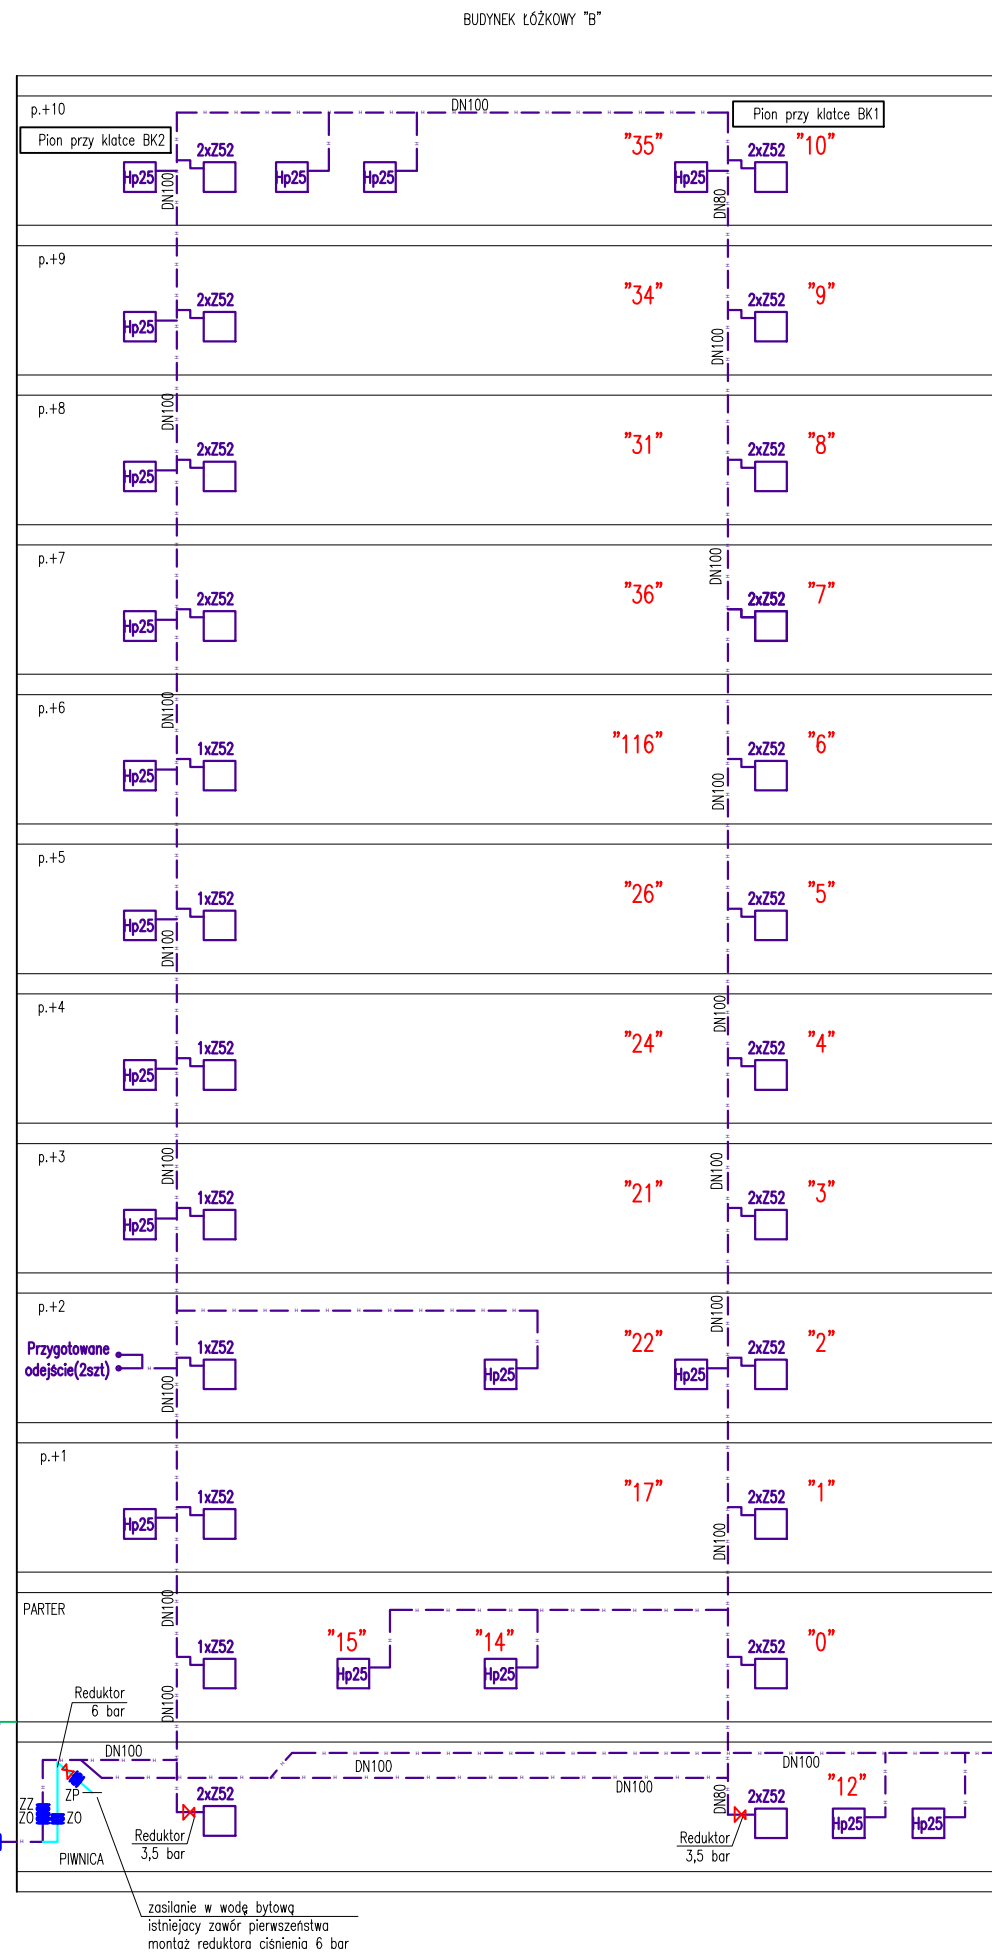 BUDYNEK ŁÓŻKOWY "B"
p.+10
DN100
Pion przy klatce BK1
Pion przy klatce BK2
2xZ52
"35"
2xZ52
"10"
Hp25
Hp25
Hp25
Hp25
DN100
DN80
p.+9
2xZ52
"34"
2xZ52
"9"
Hp25
DN100
p.+8
DN100
2xZ52
"31"
2xZ52
"8"
Hp25
p.+7
DN100
2xZ52
"36"
2xZ52
"7"
Hp25
p.+6
DN100
1xZ52
"116"
2xZ52
"6"
Hp25
DN100
p.+5
1xZ52
"26"
2xZ52
"5"
Hp25
DN100
p.+4
DN100
1xZ52
"24"
2xZ52
"4"
Hp25
p.+3
DN100
DN100
1xZ52
"21"
2xZ52
"3"
Hp25
p.+2
DN100
Przygotowane
odejście(2szt)
1xZ52
"22"
2xZ52
"2"
Hp25
Hp25
DN100
p.+1
1xZ52
"17"
2xZ52
"1"
Hp25
DN100
PARTER
DN100
1xZ52
"15"
"14"
2xZ52
"0"
Hp25
Hp25
DN100
Reduktor
6 bar
DN100
DN100
DN100
DN100
ZP
2xZ52
DN80
2xZ52
"12"
ZZ
ZO
ZO
Hp25
Hp25
Reduktor
3,5 bar
Reduktor
3,5 bar
PIWNICA
zasilanie w wodę bytową
istniejacy zawór pierwszeństwa
montaż reduktora ciśnienia 6 bar